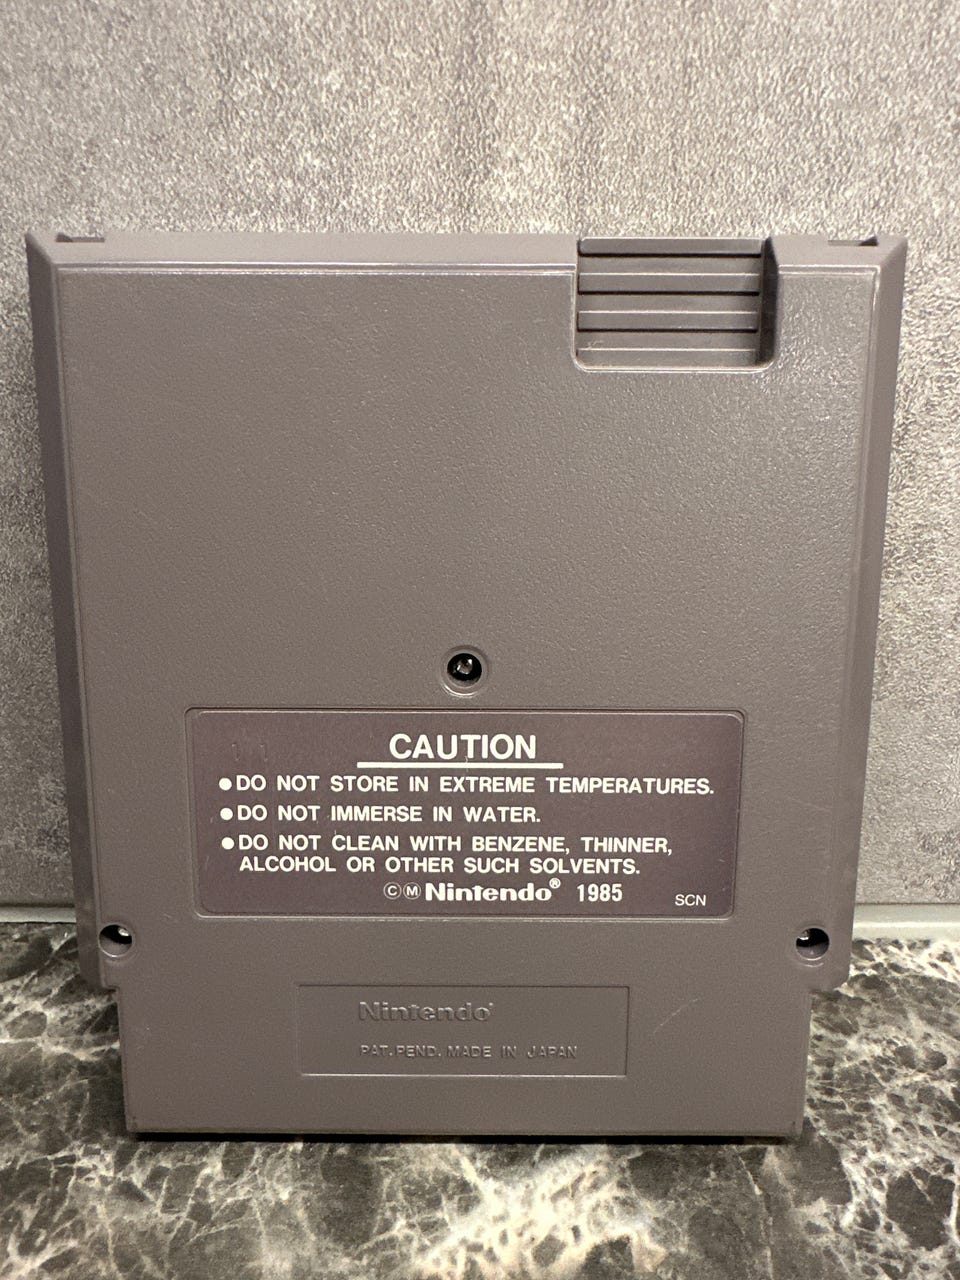 CAUTION
●DO NOT STORE IN EXTREME TEMPERATURES.
●DO NOT IMMERSE IN WATER.
●DO NOT CLEAN WITH BENZENE, THINNER,
ALCOHOL OR OTHER SUCH SOLVENTS.
©Ⓜ Nintendo® 1985 SCN
Nintendo®
PAT. PEND. MADE IN JAPAN